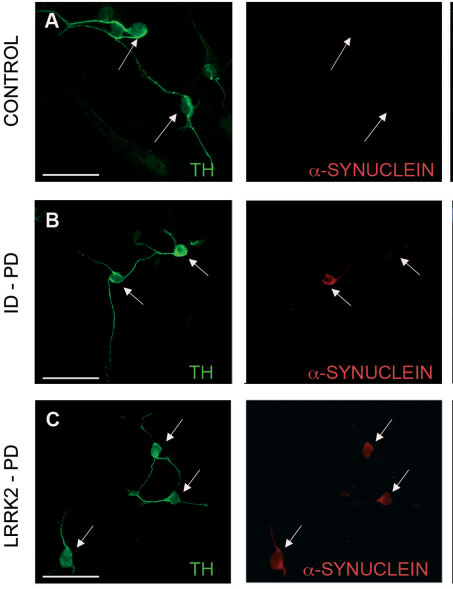 CONTROL
A
TH
α-SYNUCLEIN
ID - PD
B
TH
α-SYNUCLEIN
LRRK2 - PD
C
TH
α-SYNUCLEIN